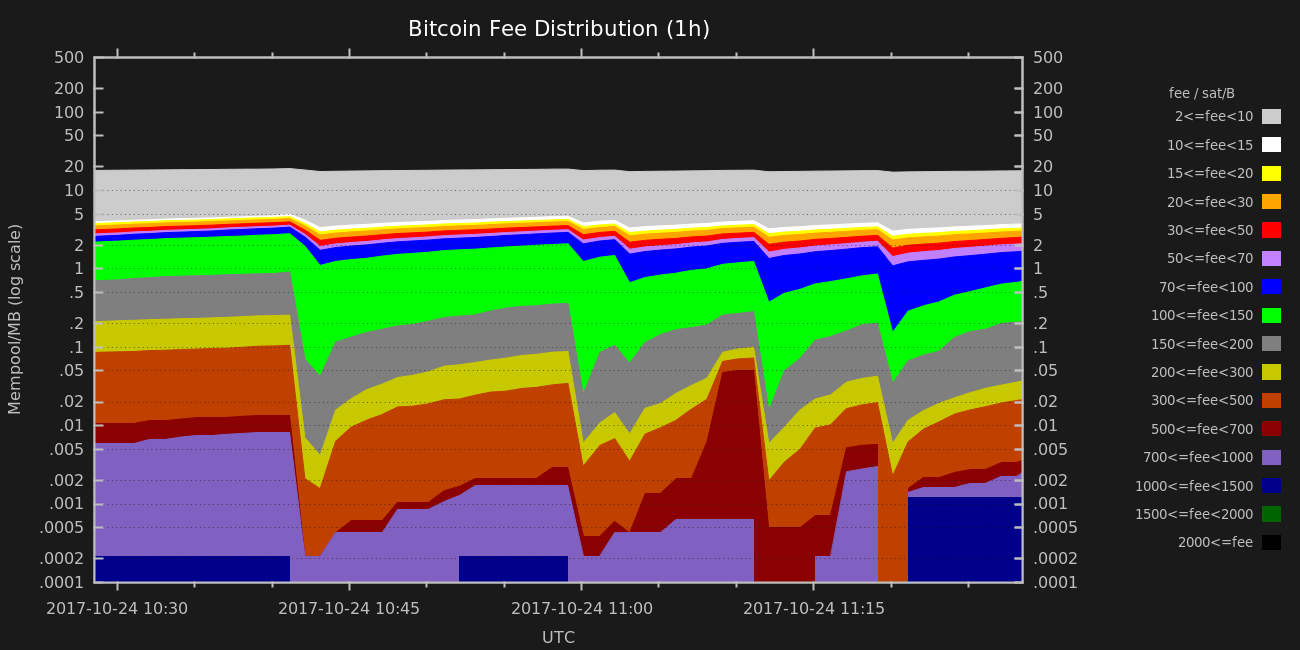 Bitcoin Fee Distribution (1h)
500 500
200 200
100 100
50 50
20 20
10 10
5 5
2 2
1 1
.5 .5
.2 .2
.1 .1
.05 .05
.02 .02
.01 .01
.005 .005
.002 .002
.001 .001
.0005 .0005
.0002 .0002
.0001 .0001
Mempool/MB (log scale)
2017-10-24 10:30 2017-10-24 10:45 2017-10-24 11:00 2017-10-24 11:15
UTC
fee / sat/B
2<=fee<10
10<=fee<15
15<=fee<20
20<=fee<30
30<=fee<50
50<=fee<70
70<=fee<100
100<=fee<150
150<=fee<200
200<=fee<300
300<=fee<500
500<=fee<700
700<=fee<1000
1000<=fee<1500
1500<=fee<2000
2000<=fee